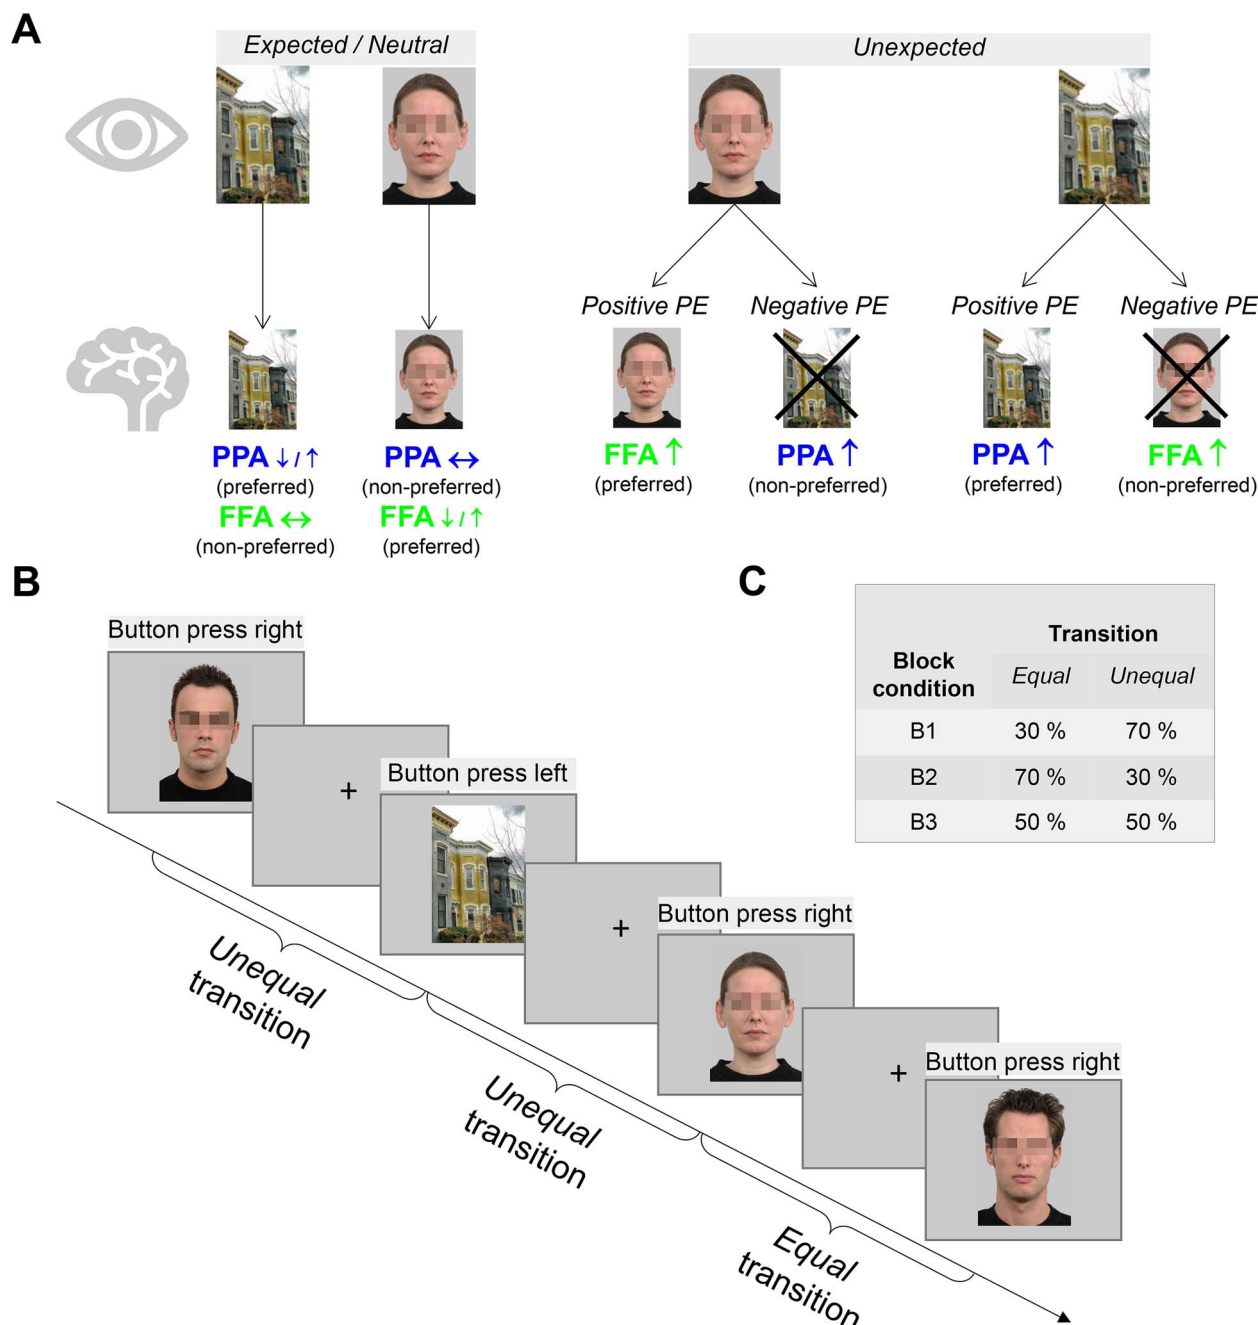 A
Expected / Neutral
Unexpected
Positive PE
Negative PE
Positive PE
Negative PE
PPA ↓ / ↑
(preferred)
FFA ↔
(non-preferred)
PPA ↔
(non-preferred)
FFA ↓ / ↑
(preferred)
FFA ↑
(preferred)
PPA ↑
(non-preferred)
PPA ↑
(preferred)
FFA ↑
(non-preferred)
B
Button press right
+
Button press left
+
Button press right
+
Button press right
Unequal
transition
Unequal
transition
Equal
transition
C
Transition
Block
condition
Equal Unequal
B1 30 % 70 %
B2 70 % 30 %
B3 50 % 50 %